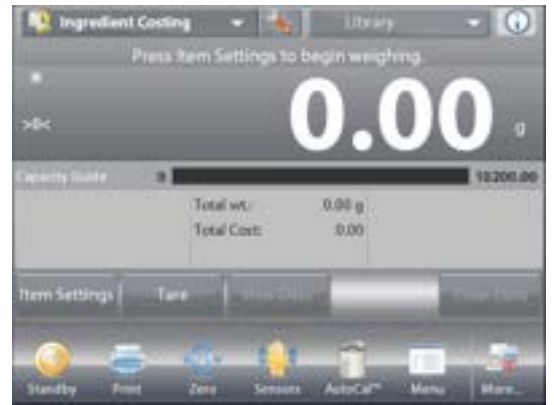 Ingredient Costing Library
Press Item Settings to begin weighing.
>0<
0.00 g
Capacity Guide 0 10200.00
Total wt.: 0.00 g
Total Cost: 0.00
Item Settings Tare
Standby Print Zero Sensors AutoCal™ Menu More...